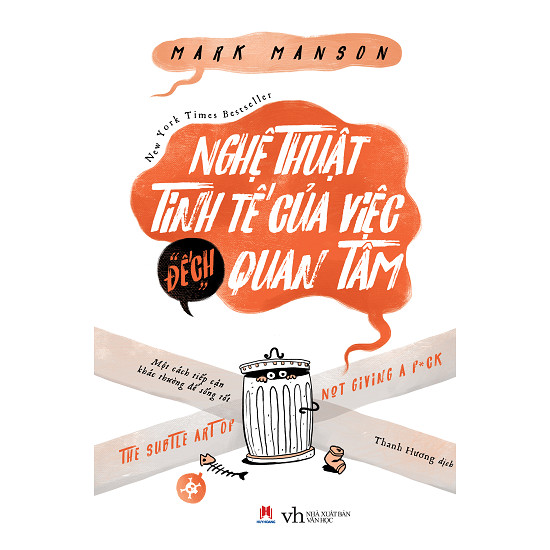 MARK MANSON
New York Times Bestseller
NGHỆ THUẬT
TINH TẾ CỦA VIỆC
"ĐẾCH"
QUAN TÂM
Một cách tiếp cận
khác thường để sống tốt
THE SUBTLE ART OF
NOT GIVING A F*CK
Thanh Hương dịch
HUY HOANG
vh NHÀ XUẤT BẢN
VĂN HỌC